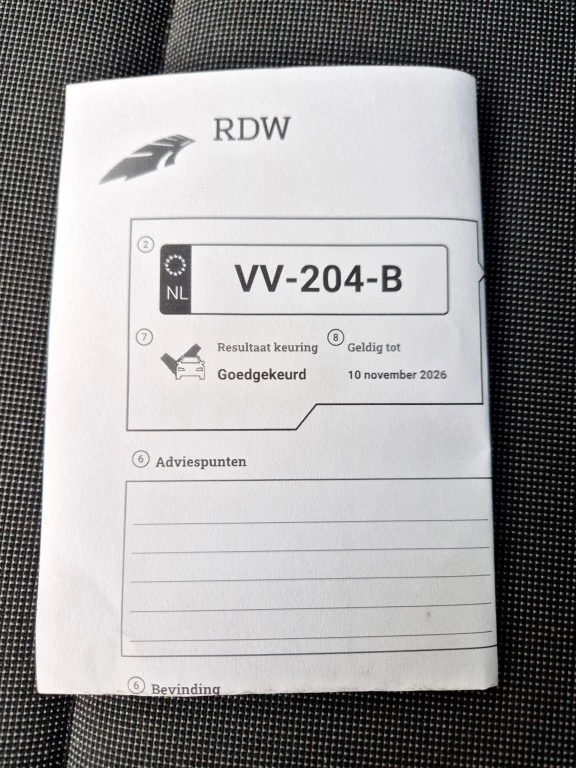 RDW
2
NL
VV-204-B
7 Resultaat keuring 8 Geldig tot
Goedgekeurd 10 november 2026
6 Adviespunten
6 Bevinding